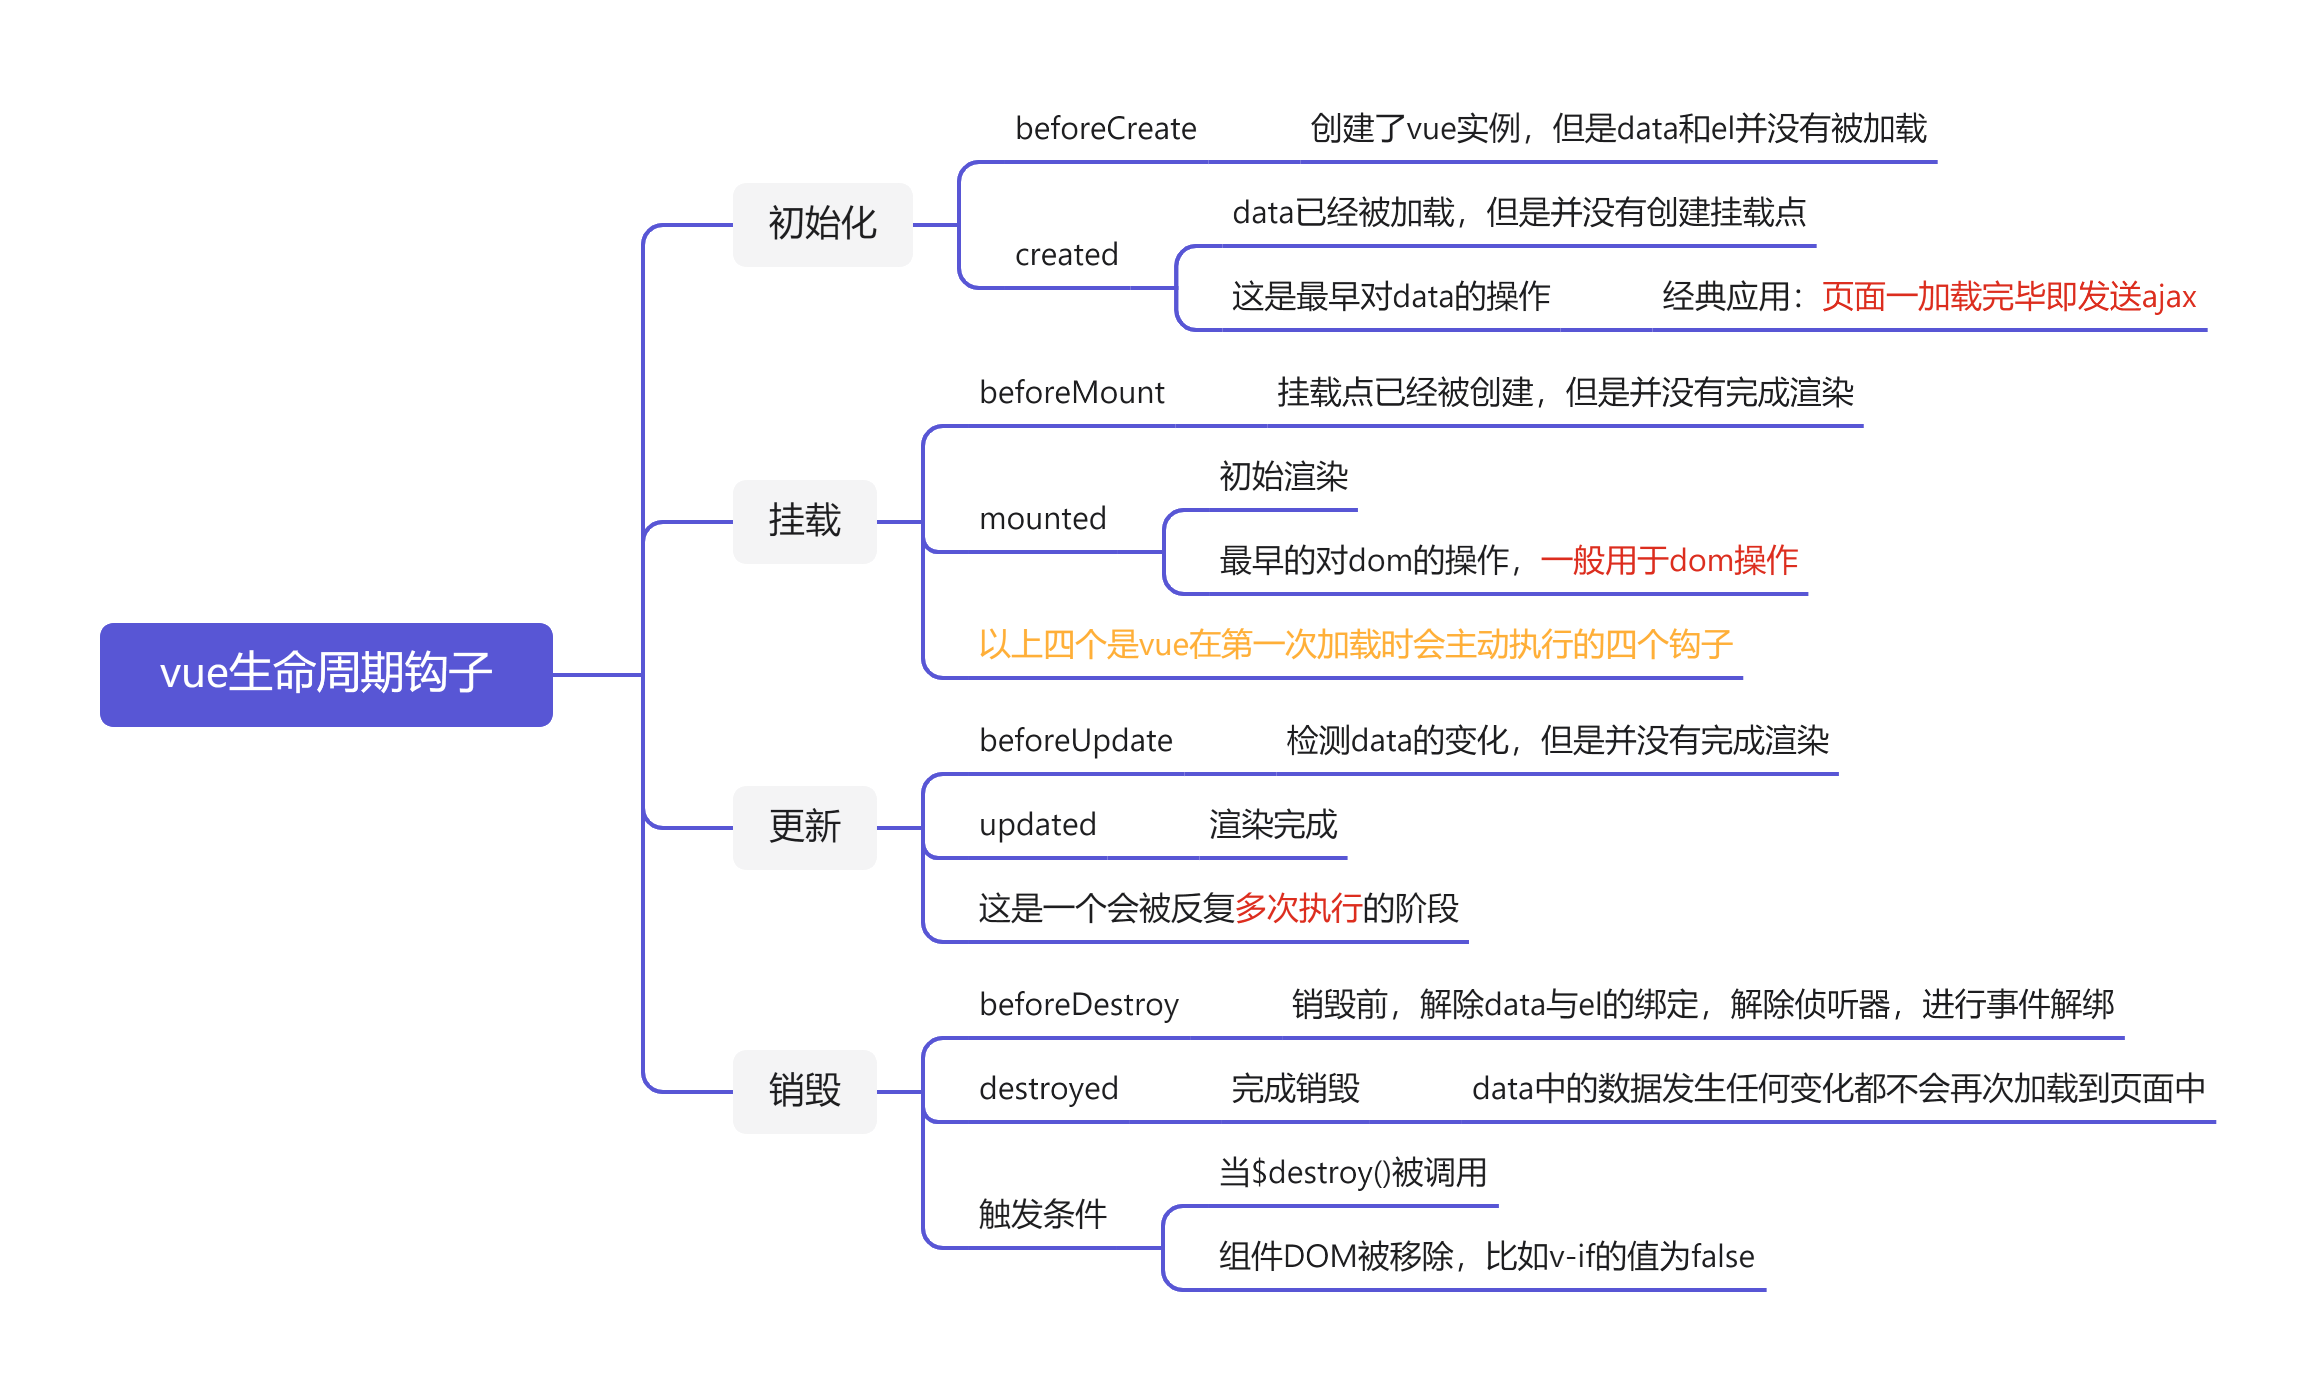 vue生命周期钩子
初始化
beforeCreate
创建了vue实例，但是data和el并没有被加载
created
data已经被加载，但是并没有创建挂载点
这是最早对data的操作
经典应用：页面一加载完毕即发送ajax
挂载
beforeMount
挂载点已经被创建，但是并没有完成渲染
mounted
初始渲染
最早的对dom的操作，一般用于dom操作
以上四个是vue在第一次加载时会主动执行的四个钩子
更新
beforeUpdate
检测data的变化，但是并没有完成渲染
updated
渲染完成
这是一个会被反复多次执行的阶段
销毁
beforeDestroy
销毁前，解除data与el的绑定，解除侦听器，进行事件解绑
destroyed
完成销毁
data中的数据发生任何变化都不会再次加载到页面中
触发条件
当$destroy()被调用
组件DOM被移除，比如v-if的值为false